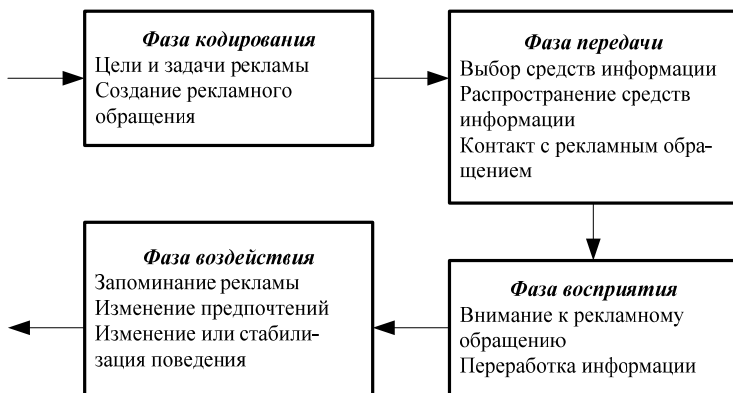 Фаза кодирования
Цели и задачи рекламы
Создание рекламного
обращения
Фаза передачи
Выбор средств информации
Распространение средств
информации
Контакт с рекламным обра-
щением
Фаза восприятия
Внимание к рекламному
обращению
Переработка информации
Фаза воздействия
Запоминание рекламы
Изменение предпочтений
Изменение или стабили-
зация поведения